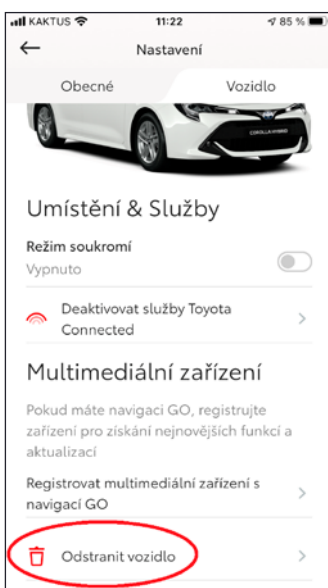 KAKTUS 11:22 85 %
Nastavení
Obecné Vozidlo
COROLLA HYBRID
Umístění & Služby
Režim soukromí
Vypnuto
Deaktivovat služby Toyota
Connected
Multimediální zařízení
Pokud máte navigaci GO, registrujte
zařízení pro získání nejnovějších funkcí a
aktualizací
Registrovat multimediální zařízení s
navigací GO
Odstranit vozidlo